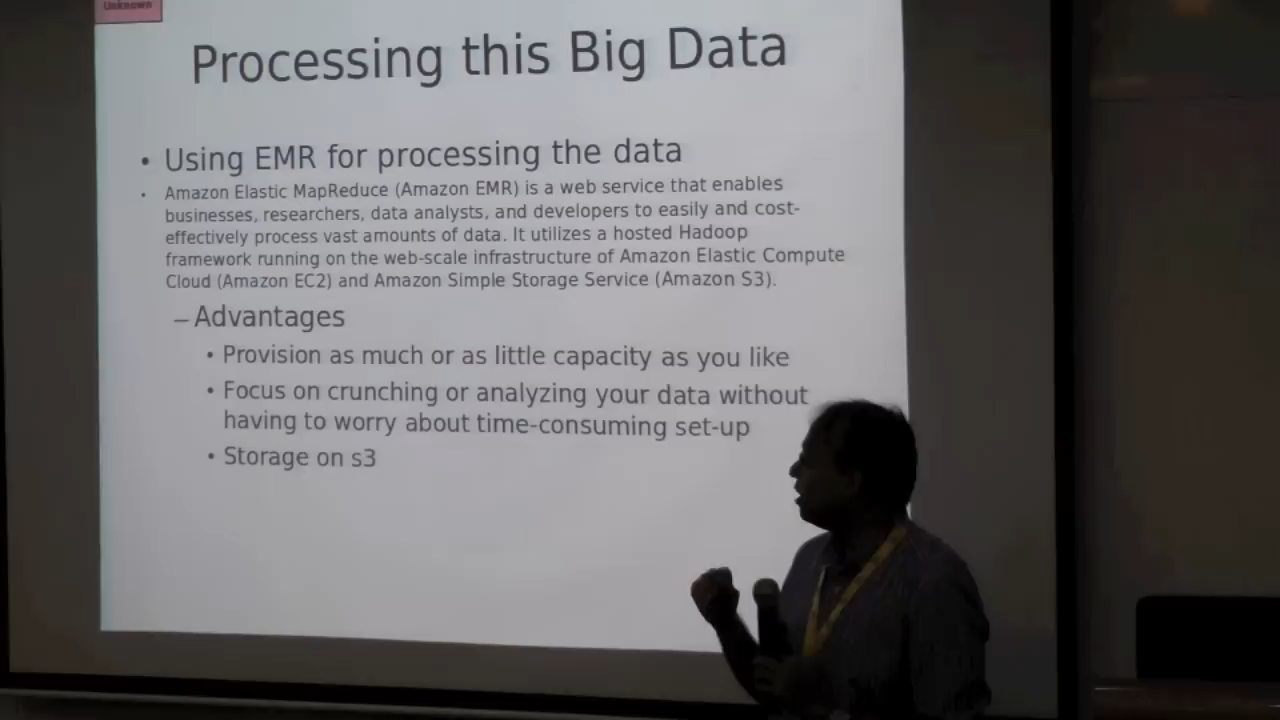 Unknown
Processing this Big Data
• Using EMR for processing the data
• Amazon Elastic MapReduce (Amazon EMR) is a web service that enables
businesses, researchers, data analysts, and developers to easily and cost-
effectively process vast amounts of data. It utilizes a hosted Hadoop
framework running on the web-scale infrastructure of Amazon Elastic Compute
Cloud (Amazon EC2) and Amazon Simple Storage Service (Amazon S3).
– Advantages
• Provision as much or as little capacity as you like
• Focus on crunching or analyzing your data without
having to worry about time-consuming set-up
• Storage on s3